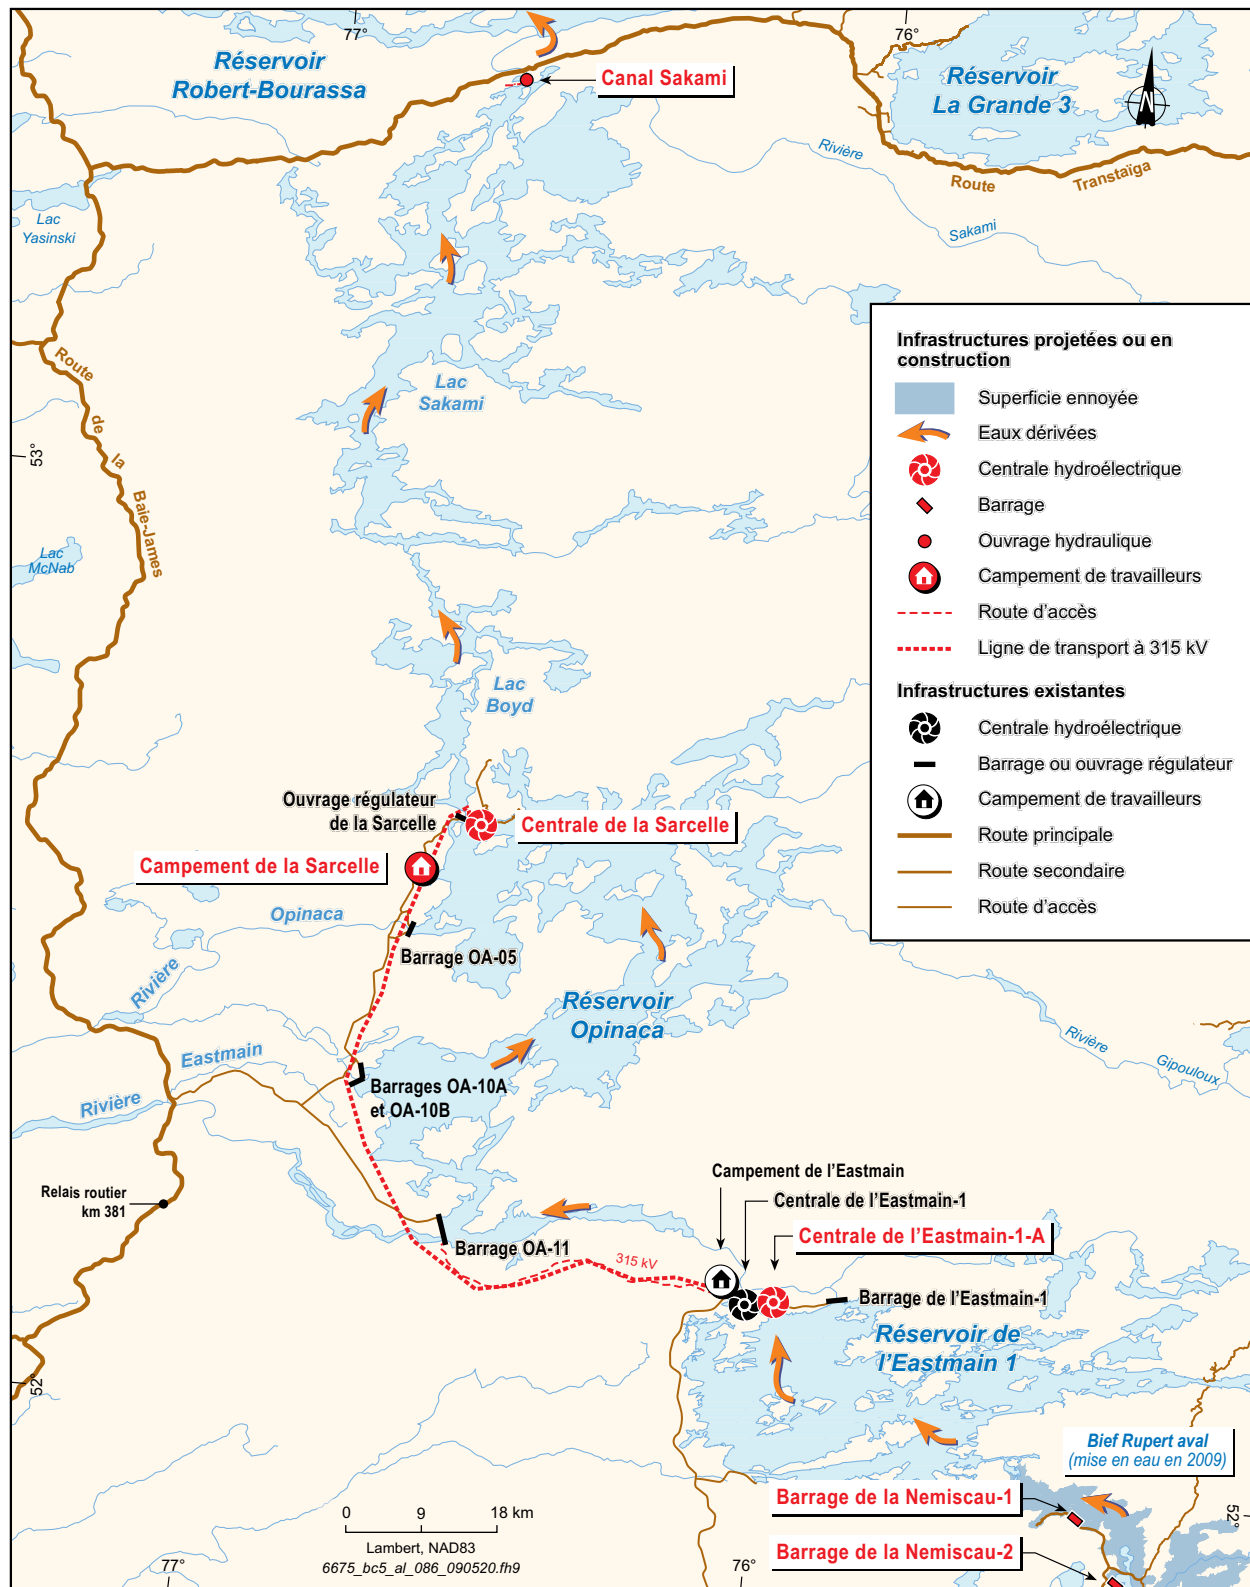 77°
76°
Réservoir
Robert-Bourassa
Canal Sakami
Réservoir
La Grande 3
N
Rivière
Sakami
Route
Transtaïga
Lac
Yasinski
Route
de
la
Baie-James
Lac
Sakami
53°
Lac
McNab
Infrastructures projetées ou en
construction
Superficie ennoyée
Eaux dérivées
Centrale hydroélectrique
Barrage
Ouvrage hydraulique
Campement de travailleurs
Route d'accès
Ligne de transport à 315 kV
Infrastructures existantes
Centrale hydroélectrique
Barrage ou ouvrage régulateur
Campement de travailleurs
Route principale
Route secondaire
Route d'accès
Lac
Boyd
Ouvrage régulateur
de la Sarcelle
Centrale de la Sarcelle
Campement de la Sarcelle
Opinaca
Rivière
Barrage OA-05
Réservoir
Opinaca
Rivière
Gipouloux
Eastmain
Rivière
Barrages OA-10A
et OA-10B
Relais routier
km 381
Campement de l'Eastmain
Centrale de l'Eastmain-1
Centrale de l'Eastmain-1-A
Barrage OA-11
315 kV
Barrage de l'Eastmain-1
Réservoir de
l'Eastmain 1
52°
Bief Rupert aval
(mise en eau en 2009)
Barrage de la Nemiscau-1
52°
Barrage de la Nemiscau-2
0 9 18 km
Lambert, NAD83
6675_bc5_al_086_090520.fh9
77°
76°